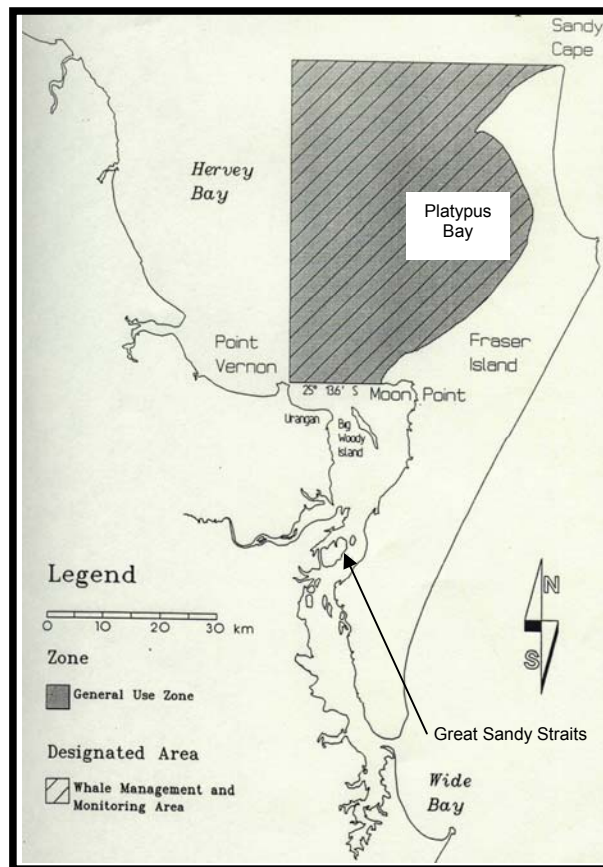 Sandy
Cape
Hervey
Bay
Platypus
Bay
Point
Vernon
Fraser
Island
25° 13.6' S
Moon Point
Urangan
Big
Woody
Island
Legend
0 10 20 30 km
N
S
Zone
General Use Zone
Great Sandy Straits
Designated Area
Whale Management and
Monitoring Area
Wide
Bay